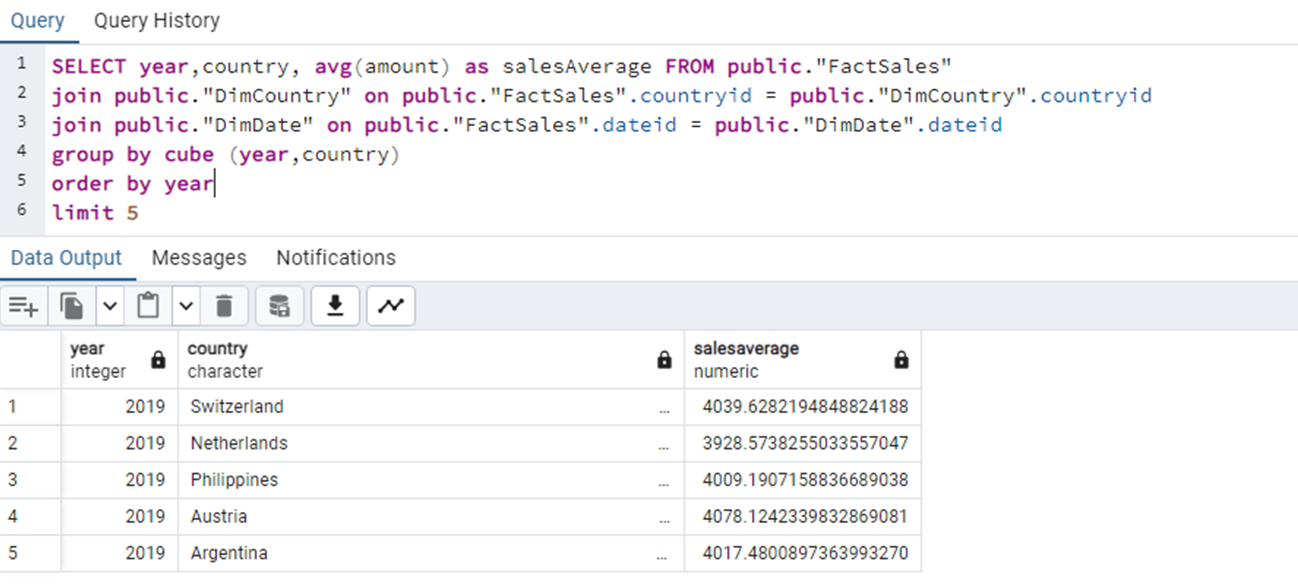 Query Query History
1 SELECT year,country, avg(amount) as salesAverage FROM public."FactSales"
2 join public."DimCountry" on public."FactSales".countryid = public."DimCountry".countryid
3 join public."DimDate" on public."FactSales".dateid = public."DimDate".dateid
4 group by cube (year,country)
5 order by year
6 limit 5
Data Output Messages Notifications
year country salesaverage
integer character numeric
1 2019 Switzerland ... 4039.6282194848824188
2 2019 Netherlands ... 3928.5738255033557047
3 2019 Philippines ... 4009.1907158836689038
4 2019 Austria ... 4078.1242339832869081
5 2019 Argentina ... 4017.4800897363993270